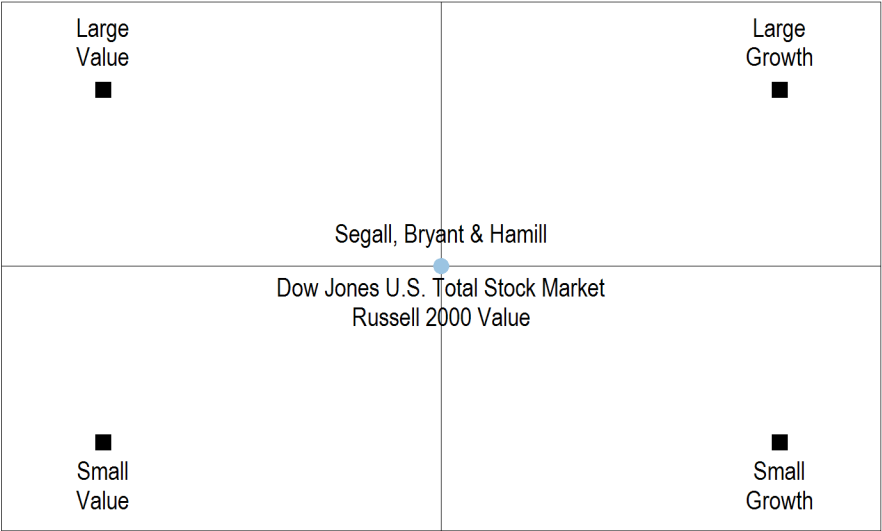 Large
Value
Large
Growth
Segall, Bryant & Hamill
Dow Jones U.S. Total Stock Market
Russell 2000 Value
Small
Value
Small
Growth